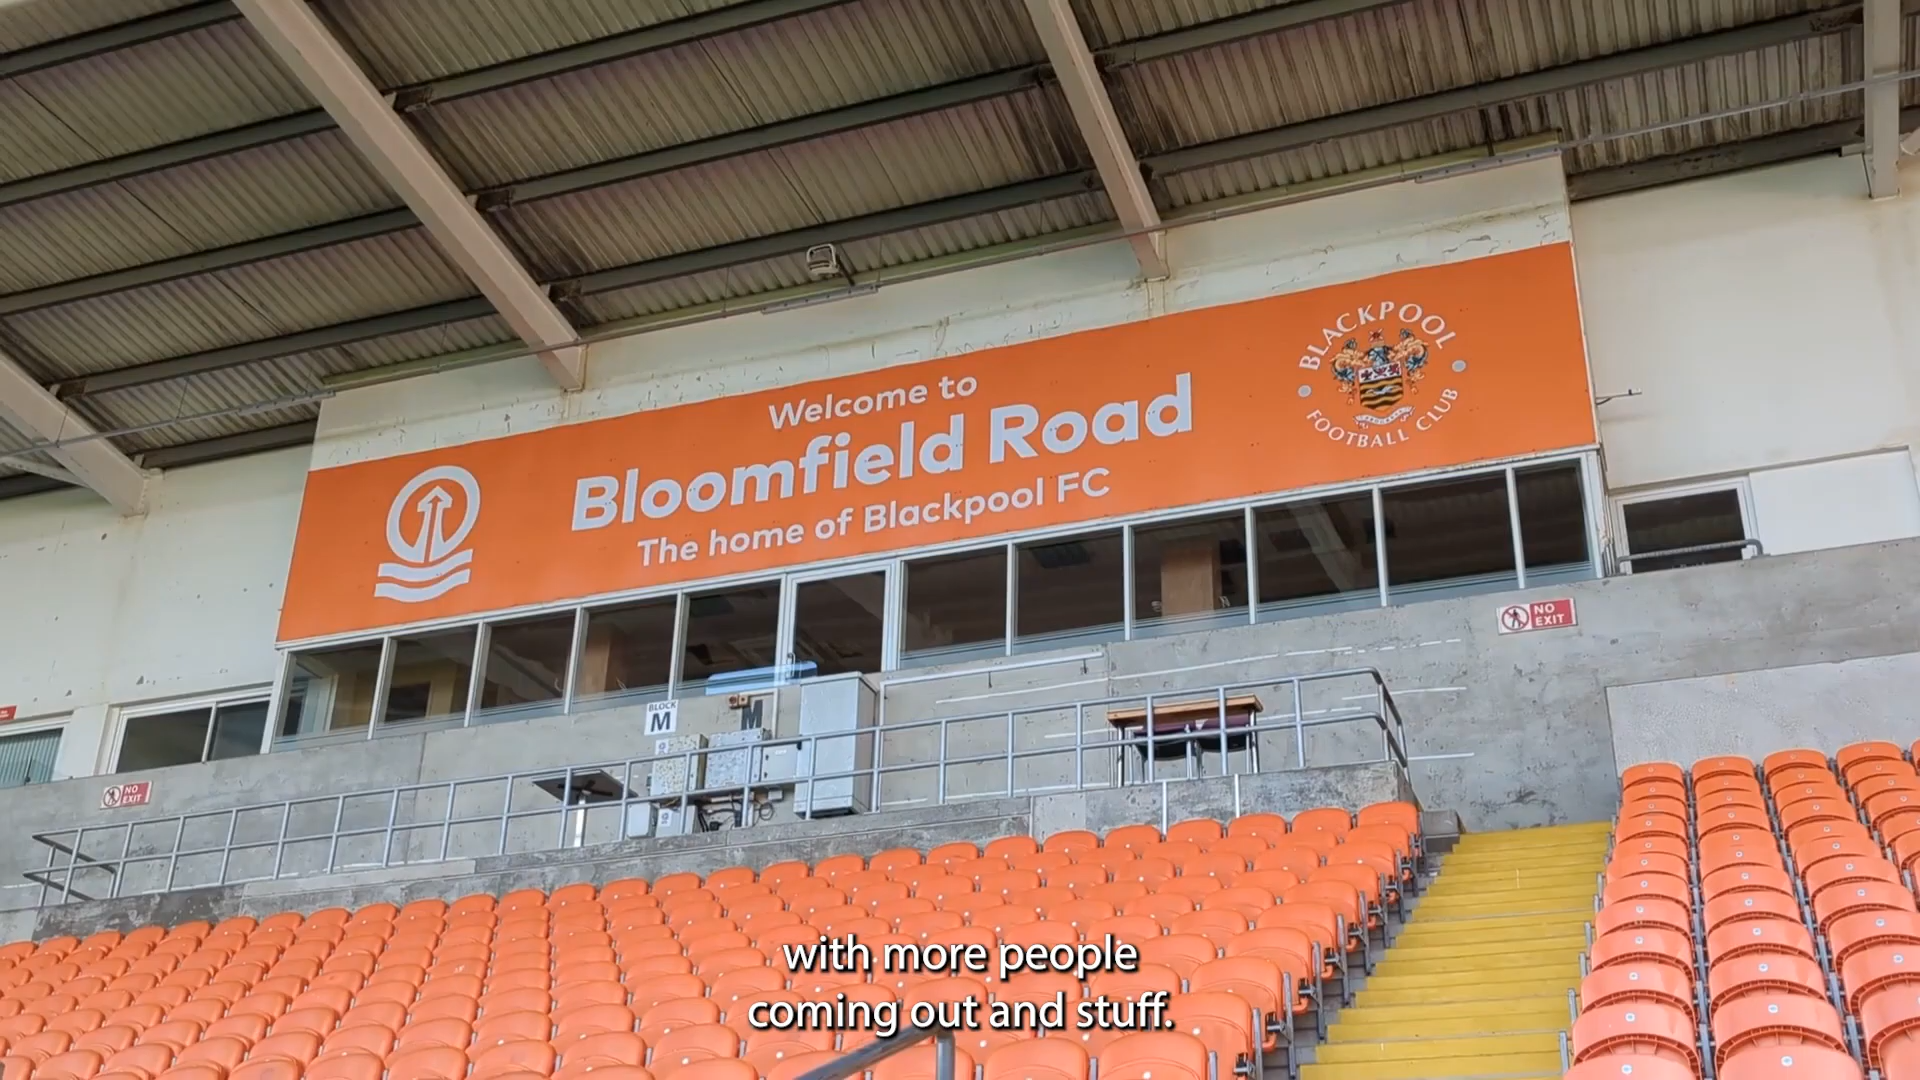 Welcome to
Bloomfield Road
The home of Blackpool FC
BLACKPOOL
FOOTBALL CLUB
NO
EXIT
BLOCK
M
M
NO
EXIT
with more people
coming out and stuff.